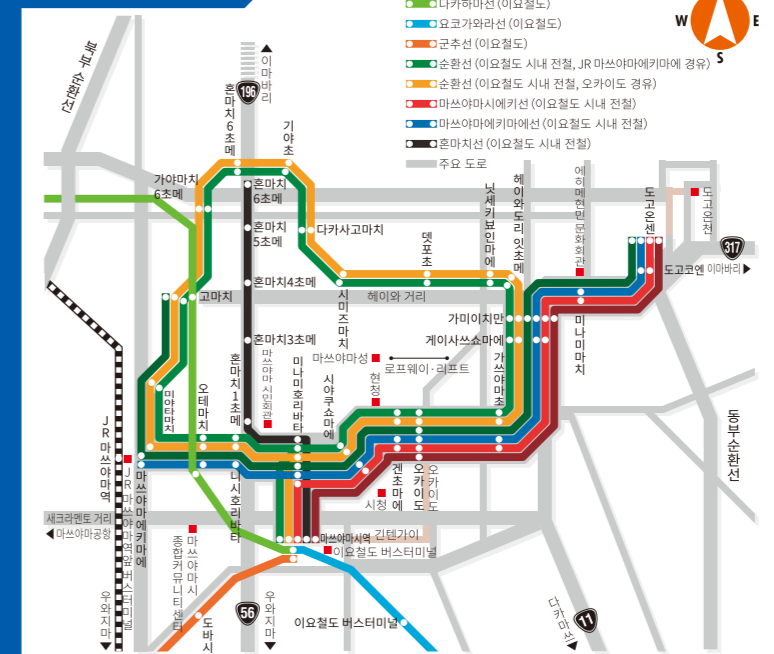 다카하마선 (이요철도)
요코가와라선 (이요철도)
군추선 (이요철도)
순환선 (이요철도 시내 전철, JR 마쓰야마에키마에 경유)
순환선 (이요철도 시내 전철, 오카이도 경유)
마쓰야마시에키선 (이요철도 시내 전철)
마쓰야마에키마에선 (이요철도 시내 전철)
혼마치선 (이요철도 시내 전철)
주요 도로
W
E
S
북부 순환선
196
이마바리
혼마치 6초메
기야초
가야마치
6초메
혼마치
6초메
혼마치
5초메
다카사고마치
뎃포초
닛세키뵤인마에
헤이와도리 잇초메
에히메현민문화회관
도고온센
도고온천
317
도고코엔
이마바리
고마치
혼마치4초메
시미즈마치
헤이와 거리
가미이치만
게이사쓰쇼마에
미나미마치
혼마치3초메
마쓰야마성
로프웨이·리프트
가쓰야마초
현청
마쓰야마시민회관
미나미호리바타
시야쿠쇼마에
혼마치 1초메
오테마치
미야타마치
JR 마쓰야마역
JR 마쓰야마역앞 버스터미널
마쓰야마에키마에
니시호리바타
겐초마에
오카이도
오카이도
시청
동부순환선
새크라멘토 거리
마쓰야마공항
마쓰야마시
종합커뮤니티센터
마쓰야마시역
긴텐가이
이요철도 버스터미널
우와지마
도바시
56
우와지마
이요철도 버스터미널
다카마쓰
11